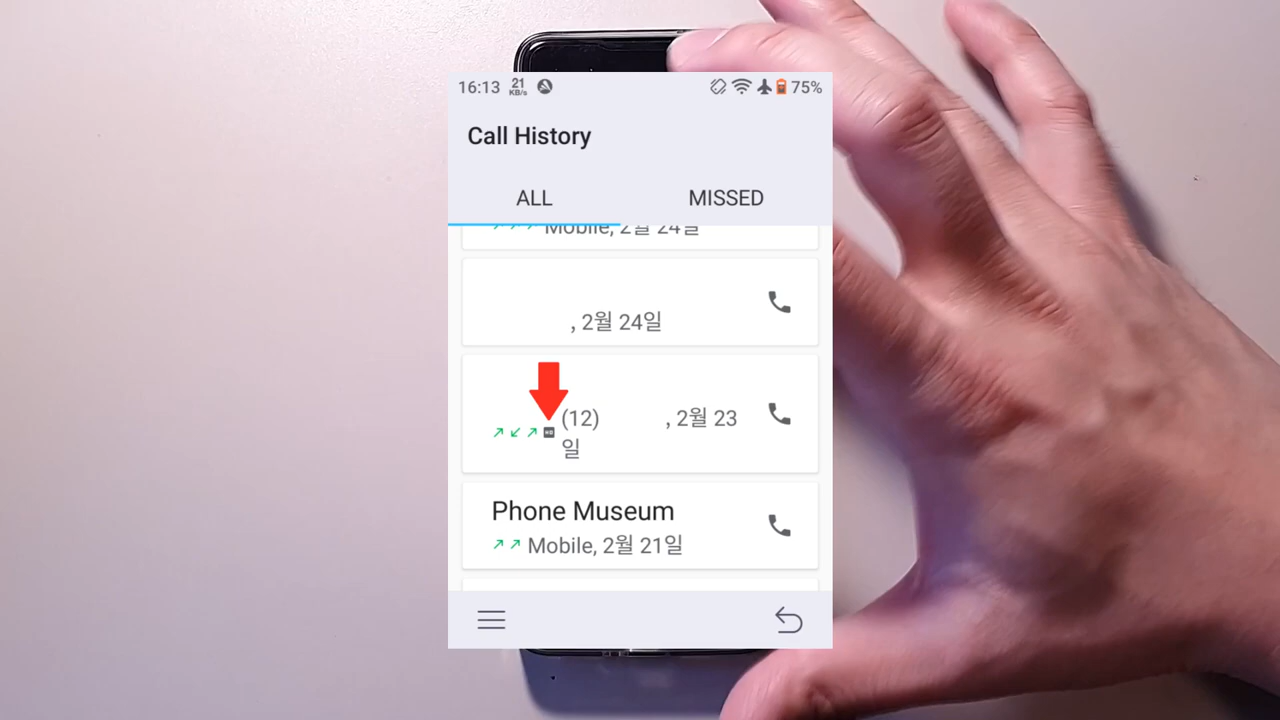 16:13 21 KB/s 75%
Call History
ALL MISSED
Mobile, 2월 24일
, 2월 24일
(12) , 2월 23
일
Phone Museum
Mobile, 2월 21일